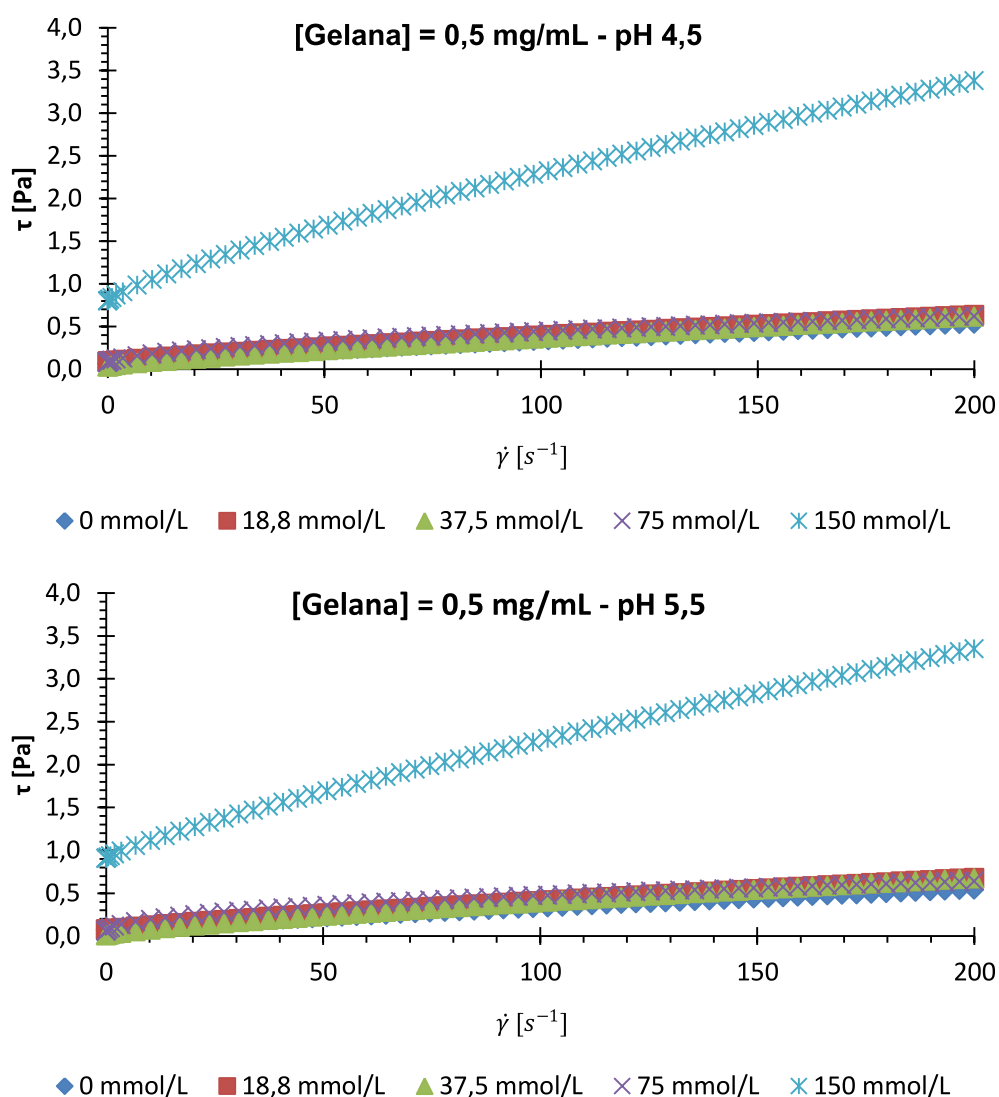 [Gelana] = 0,5 mg/mL - pH 4,5
4,0
3,5
3,0
2,5
2,0
1,5
1,0
0,5
0,0
τ [Pa]
0 50 100 150 200
γ̇ [s⁻¹]
0 mmol/L 18,8 mmol/L 37,5 mmol/L 75 mmol/L 150 mmol/L
[Gelana] = 0,5 mg/mL - pH 5,5
4,0
3,5
3,0
2,5
2,0
1,5
1,0
0,5
0,0
τ [Pa]
0 50 100 150 200
γ̇ [s⁻¹]
0 mmol/L 18,8 mmol/L 37,5 mmol/L 75 mmol/L 150 mmol/L